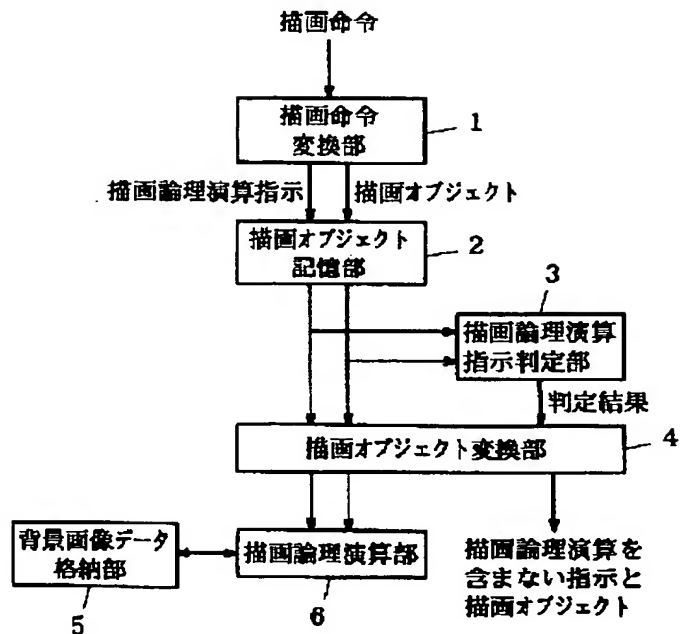 描画命令
描画命令
変換部
1
描画論理演算指示
描画オブジェクト
描画オブジェクト
記憶部
2
3
描画論理演算
指示判定部
判定結果
描画オブジェクト変換部
4
背景画像データ
格納部
5
描画論理演算部
6
描画論理演算を
含まない指示と
描画オブジェクト